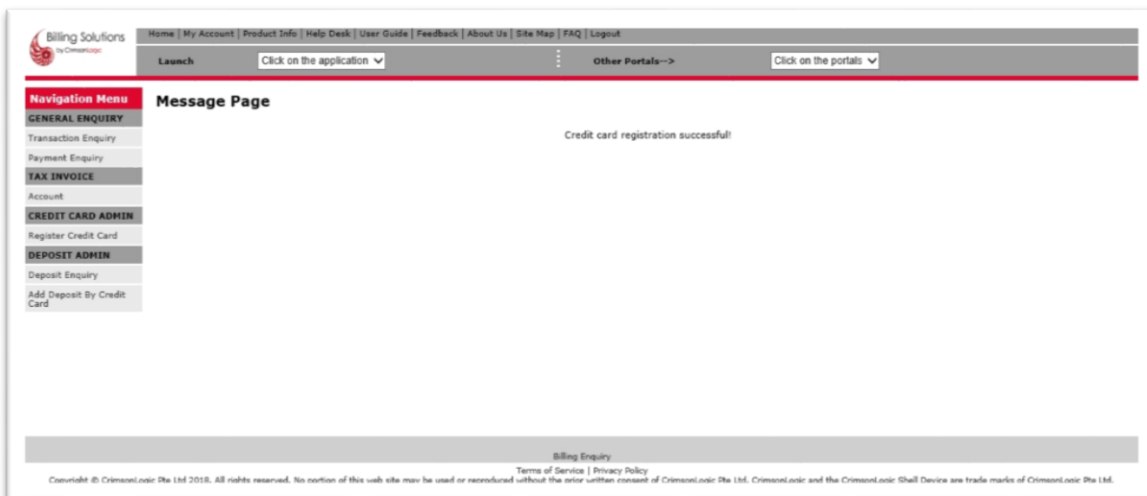 Billing Solutions
by CrimsonLogic
Home | My Account | Product Info | Help Desk | User Guide | Feedback | About Us | Site Map | FAQ | Logout
Launch Click on the application Other Portals--> Click on the portals
Navigation Menu
GENERAL ENQUIRY
Transaction Enquiry
Payment Enquiry
TAX INVOICE
Account
CREDIT CARD ADMIN
Register Credit Card
DEPOSIT ADMIN
Deposit Enquiry
Add Deposit By Credit
Card
Message Page
Credit card registration successful!
Billing Enquiry
Terms of Service | Privacy Policy
Copyright © CrimsonLogic Pte Ltd 2018. All rights reserved. No portion of this web site may be used or reproduced without the prior written consent of CrimsonLogic Pte Ltd. CrimsonLogic and the CrimsonLogic Shell Device are trade marks of CrimsonLogic Pte Ltd.